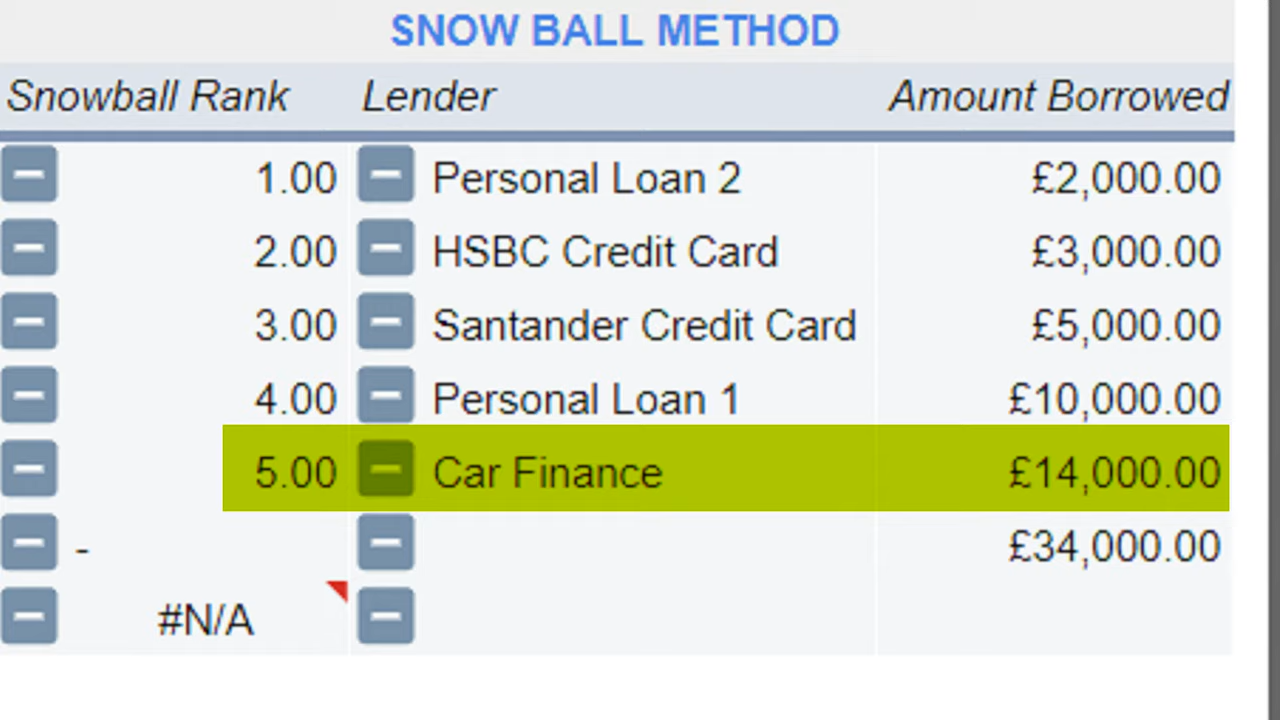 SNOW BALL METHOD
Snowball Rank Lender Amount Borrowed
1.00 Personal Loan 2 £2,000.00
2.00 HSBC Credit Card £3,000.00
3.00 Santander Credit Card £5,000.00
4.00 Personal Loan 1 £10,000.00
5.00 Car Finance £14,000.00
- £34,000.00
#N/A